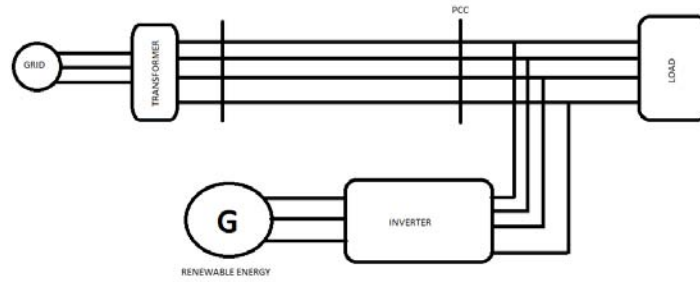 PCC
GRID
TRANSFORMER
LOAD
G
INVERTER
RENEWABLE ENERGY